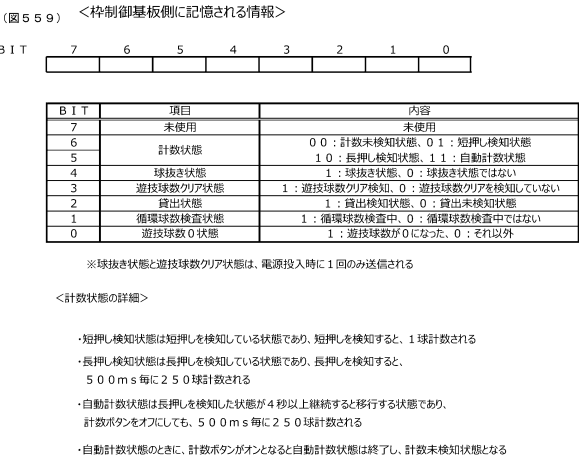 （図５５９）
＜枠制御基板側に記憶される情報＞
ＢＩＴ 7 6 5 4 3 2 1 0
ＢＩＴ 項目 内容
7 未使用 未使用
6 計数状態 ００：計数未検知状態、０１：短押し検知状態
5 １０：長押し検知状態、１１：自動計数状態
4 球抜き状態 １：球抜き状態、０：球抜き状態ではない
3 遊技球数クリア状態 １：遊技球数クリア検知、０：遊技球数クリアを検知していない
2 貸出状態 １：貸出検知状態、０：貸出未検知状態
1 循環球数検査状態 １：循環球数検査中、０：循環球数検査中ではない
0 遊技球数０状態 １；遊技球数が０になった、０；それ以外
※球抜き状態と遊技球数クリア状態は、電源投入時に１回のみ送信される
＜計数状態の詳細＞
・短押し検知状態は短押しを検知している状態であり、短押しを検知すると、１球計数される
・長押し検知状態は長押しを検知している状態であり、長押しを検知すると、
５００ｍｓ毎に２５０球計数される
・自動計数状態は長押しを検知した状態が４秒以上継続すると移行する状態であり、
計数ボタンをオフにしても、５００ｍｓ毎に２５０球計数される
・自動計数状態のときに、計数ボタンがオンとなると自動計数状態は終了し、計数未検知状態となる